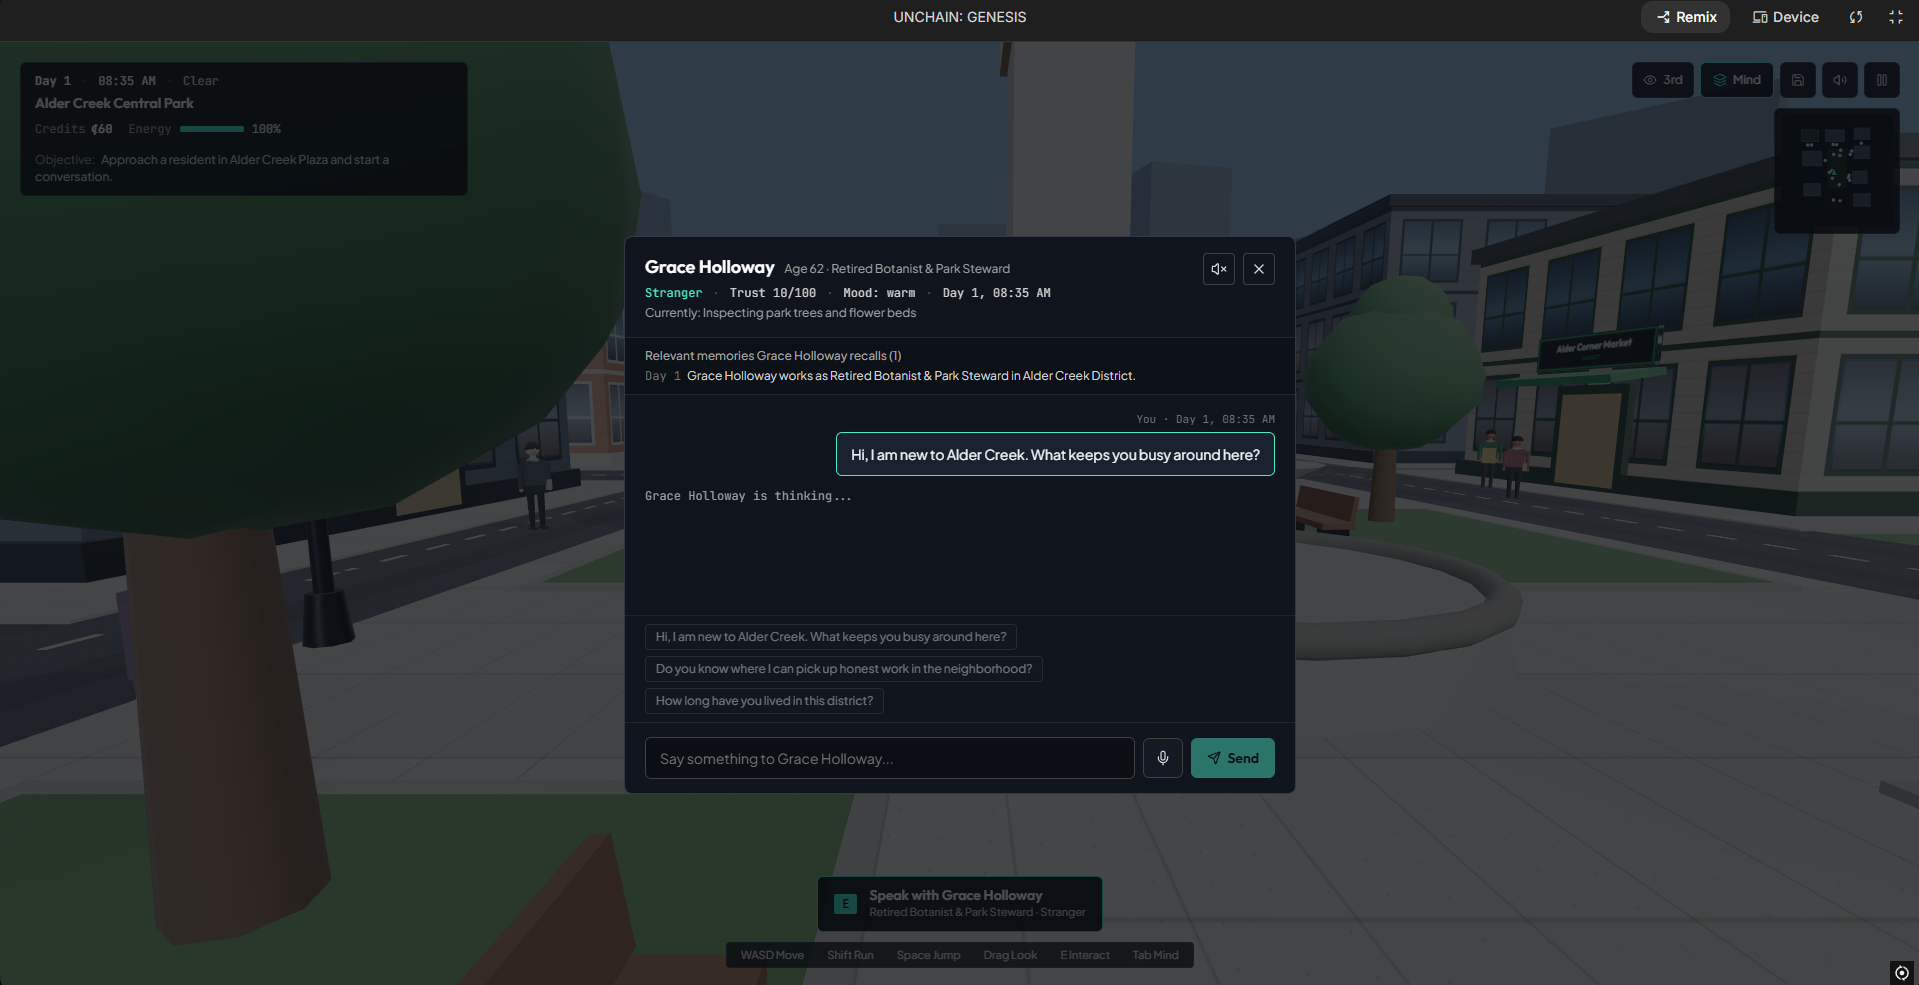 UNCHAIN: GENESIS
Remix
Device
Day 1 · 08:35 AM · Clear
Alder Creek Central Park
Credits ₵60 Energy 100%
Objective: Approach a resident in Alder Creek Plaza and start a
conversation.
3rd
Mind
Grace Holloway Age 62 · Retired Botanist & Park Steward
Stranger · Trust 10/100 · Mood: warm · Day 1, 08:35 AM
Currently: Inspecting park trees and flower beds
Relevant memories Grace Holloway recalls (1)
Day 1 Grace Holloway works as Retired Botanist & Park Steward in Alder Creek District.
You · Day 1, 08:35 AM
Hi, I am new to Alder Creek. What keeps you busy around here?
Grace Holloway is thinking...
Alder Corner Market
Hi, I am new to Alder Creek. What keeps you busy around here?
Do you know where I can pick up honest work in the neighborhood?
How long have you lived in this district?
Say something to Grace Holloway...
Send
E
Speak with Grace Holloway
Retired Botanist & Park Steward · Stranger
WASD Move Shift Run Space Jump Drag Look E Interact Tab Mind